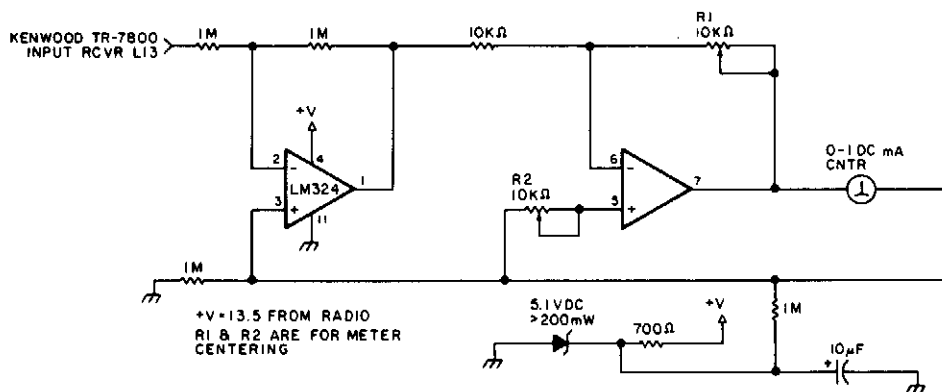 KENWOOD TR-7800
INPUT RCVR L13
1M
1M
10KΩ
R1
10KΩ
+V
2
-
4
LM324
1
3
+
11
R2
10KΩ
6
-
5
+
7
0-1 DC mA
CNTR
1M
+V=13.5 FROM RADIO
R1 & R2 ARE FOR METER
CENTERING
5.1VDC
>200mW
700Ω
+V
1M
+
10µF